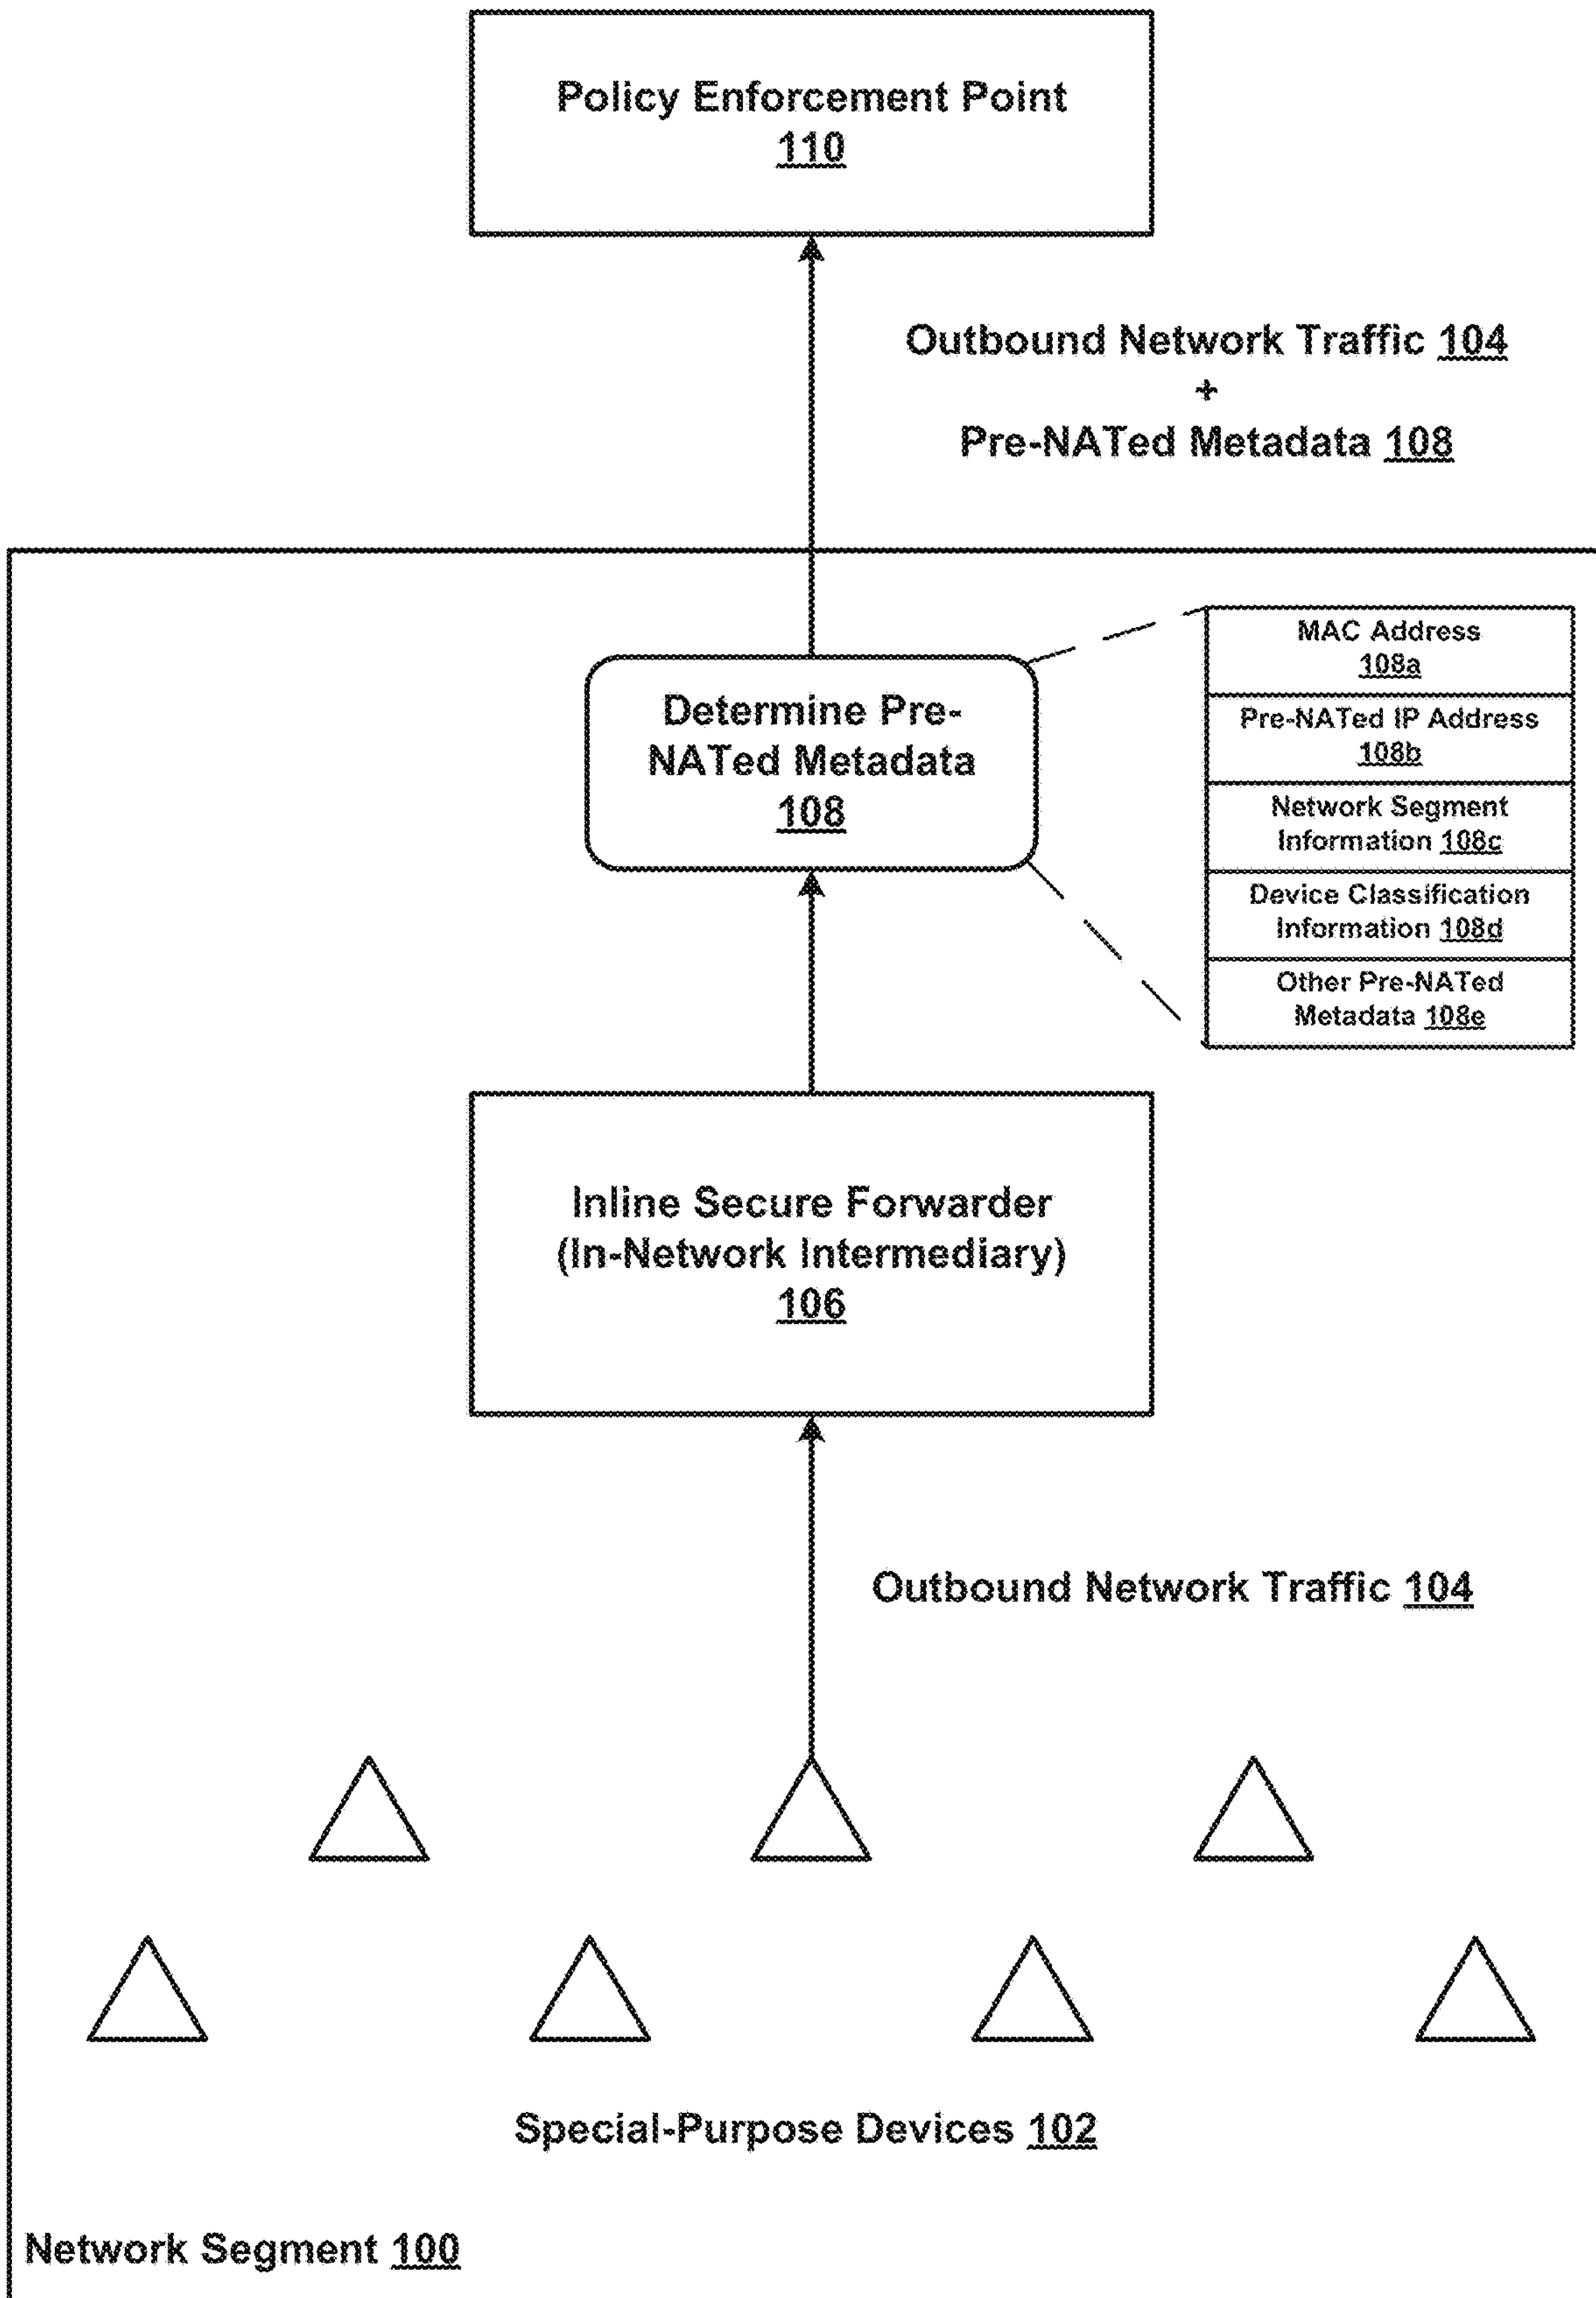 Policy Enforcement Point
110
Outbound Network Traffic 104
+
Pre-NATed Metadata 108
MAC Address
108a
Pre-NATed IP Address
108b
Network Segment
Information 108c
Device Classification
Information 108d
Other Pre-NATed
Metadata 108e
Determine Pre-
NATed Metadata
108
Inline Secure Forwarder
(In-Network Intermediary)
106
Outbound Network Traffic 104
Special-Purpose Devices 102
Network Segment 100